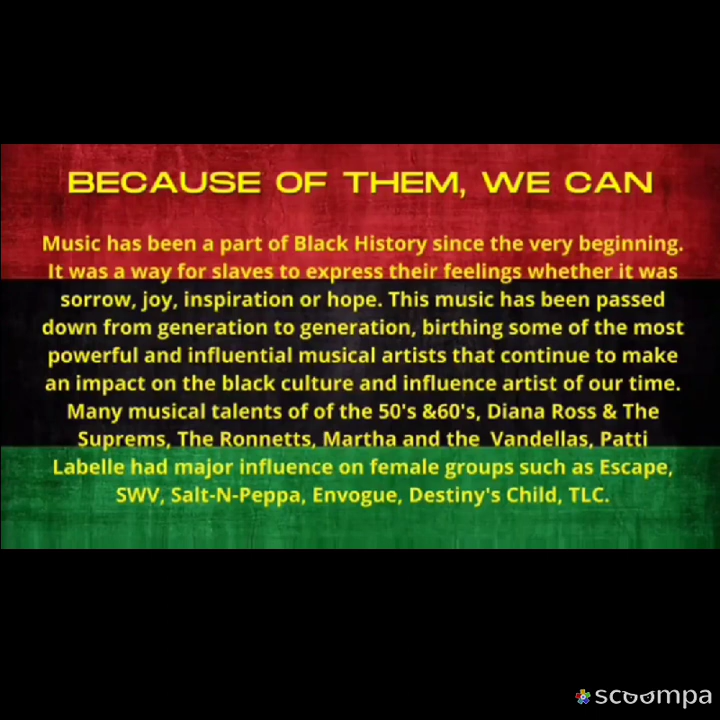 BECAUSE OF THEM, WE CAN
Music has been a part of Black History since the very beginning.
It was a way for slaves to express their feelings whether it was
sorrow, joy, inspiration or hope. This music has been passed
down from generation to generation, birthing some of the most
powerful and influential musical artists that continue to make
an impact on the black culture and influence artist of our time.
Many musical talents of of the 50's &60's, Diana Ross & The
Suprems, The Ronnetts, Martha and the Vandellas, Patti
Labelle had major influence on female groups such as Escape,
SWV, Salt-N-Peppa, Envogue, Destiny's Child, TLC.
scoompa